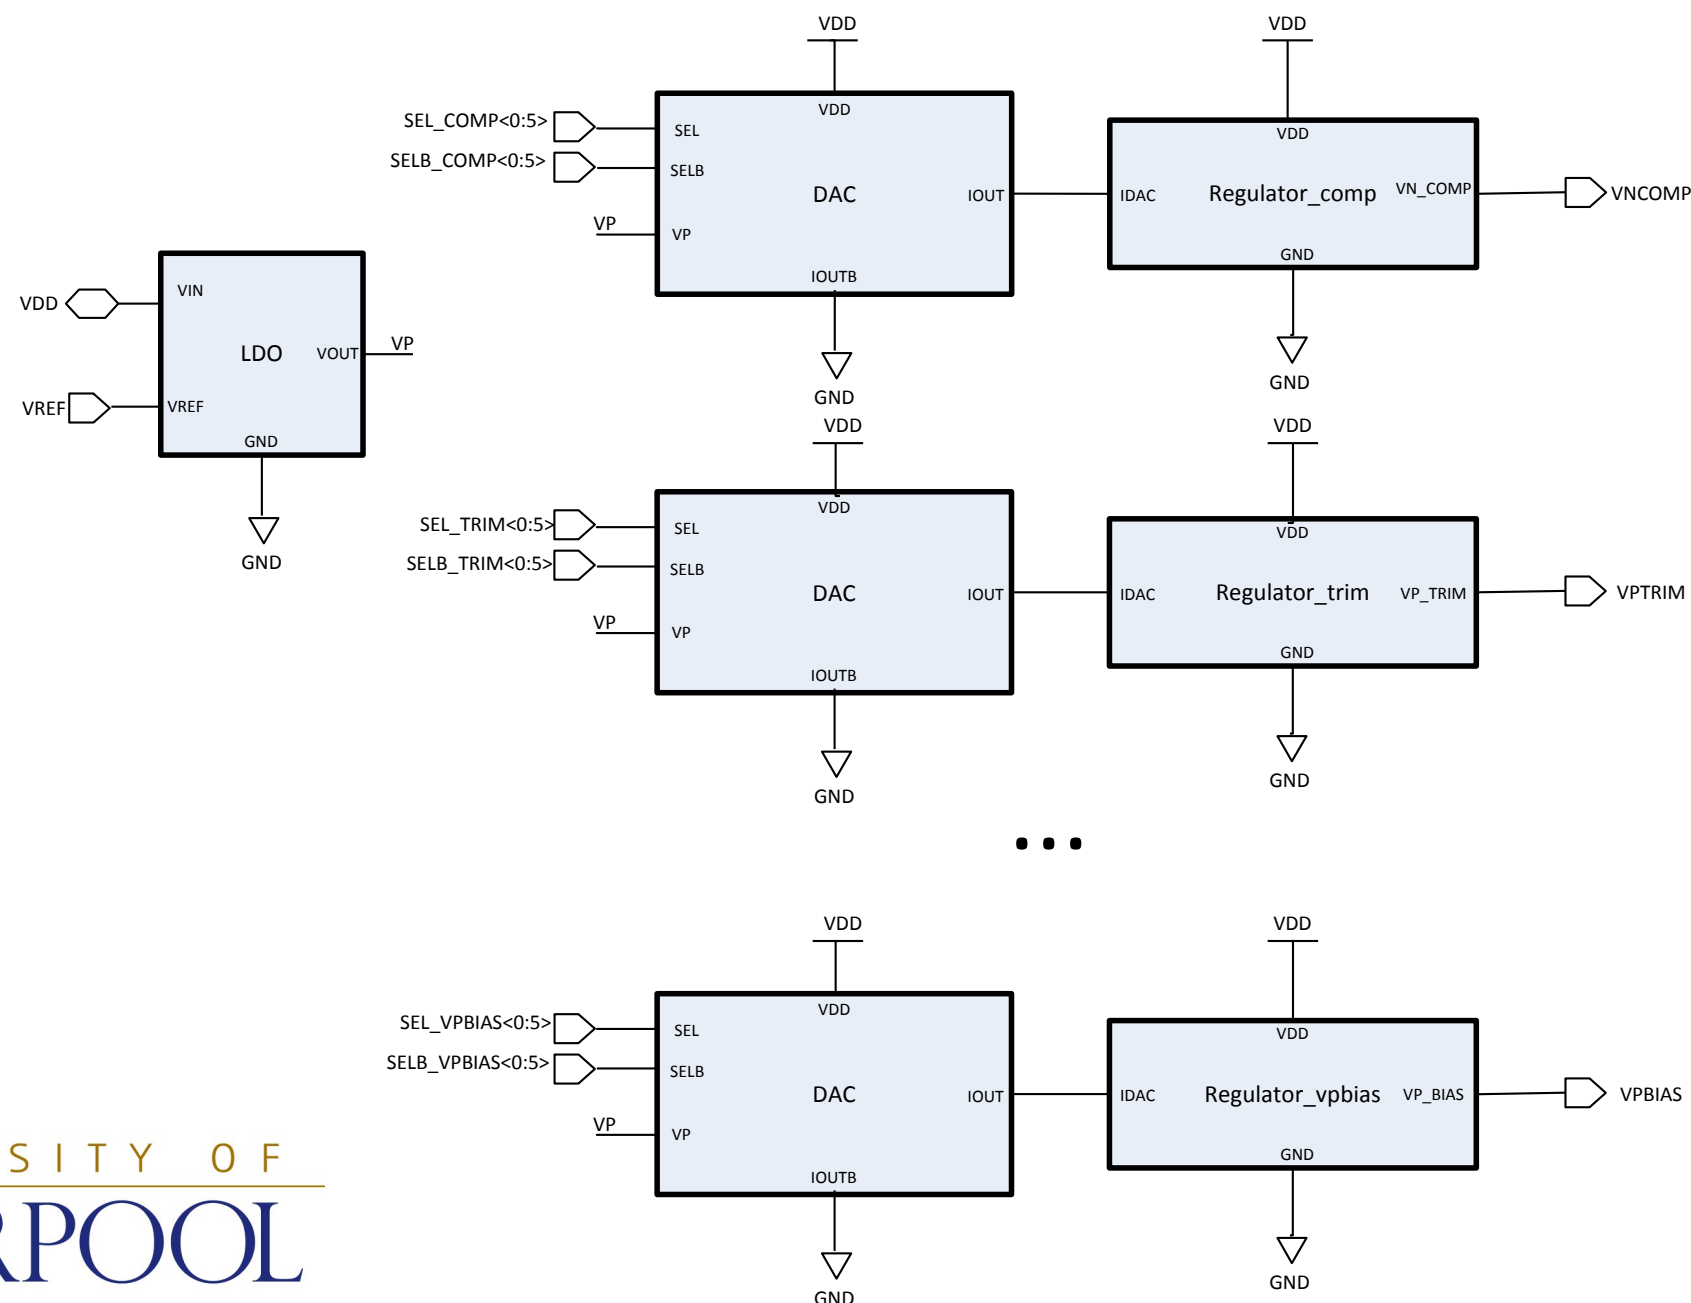 VDD
VDD
VDD
SEL_COMP<0:5>
SEL
VDD
SELB_COMP<0:5>
SELB
DAC
IOUT
IDAC
Regulator_comp
VN_COMP
VNCOMP
VP
VP
GND
IOUTB
VIN
VDD
LDO
VOUT
VP
GND
GND
VREF
VREF
GND
VDD
VDD
GND
VDD
VDD
SEL_TRIM<0:5>
SEL
SELB_TRIM<0:5>
SELB
DAC
IOUT
IDAC
Regulator_trim
VP_TRIM
VPTRIM
VP
VP
GND
IOUTB
GND
GND
...
VDD
VDD
VDD
VDD
SEL_VPBIAS<0:5>
SEL
SELB_VPBIAS<0:5>
SELB
DAC
IOUT
IDAC
Regulator_vpbias
VP_BIAS
VPBIAS
VP
VP
GND
IOUTB
GND
GND
SITY OF
RPOOL